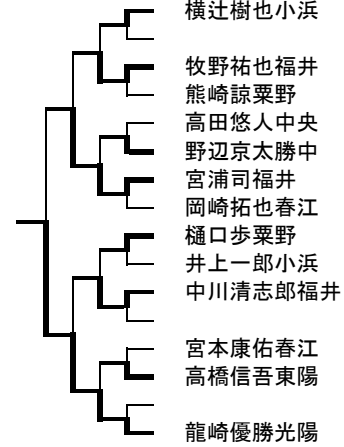 横辻樹也小浜
牧野祐也福井
熊崎諒粟野
高田悠人中央
野辺京太勝中
宮浦司福井
岡崎拓也春江
樋口歩粟野
井上一郎小浜
中川清志郎福井
宮本康佑春江
高橋信吾東陽
龍崎優勝光陽